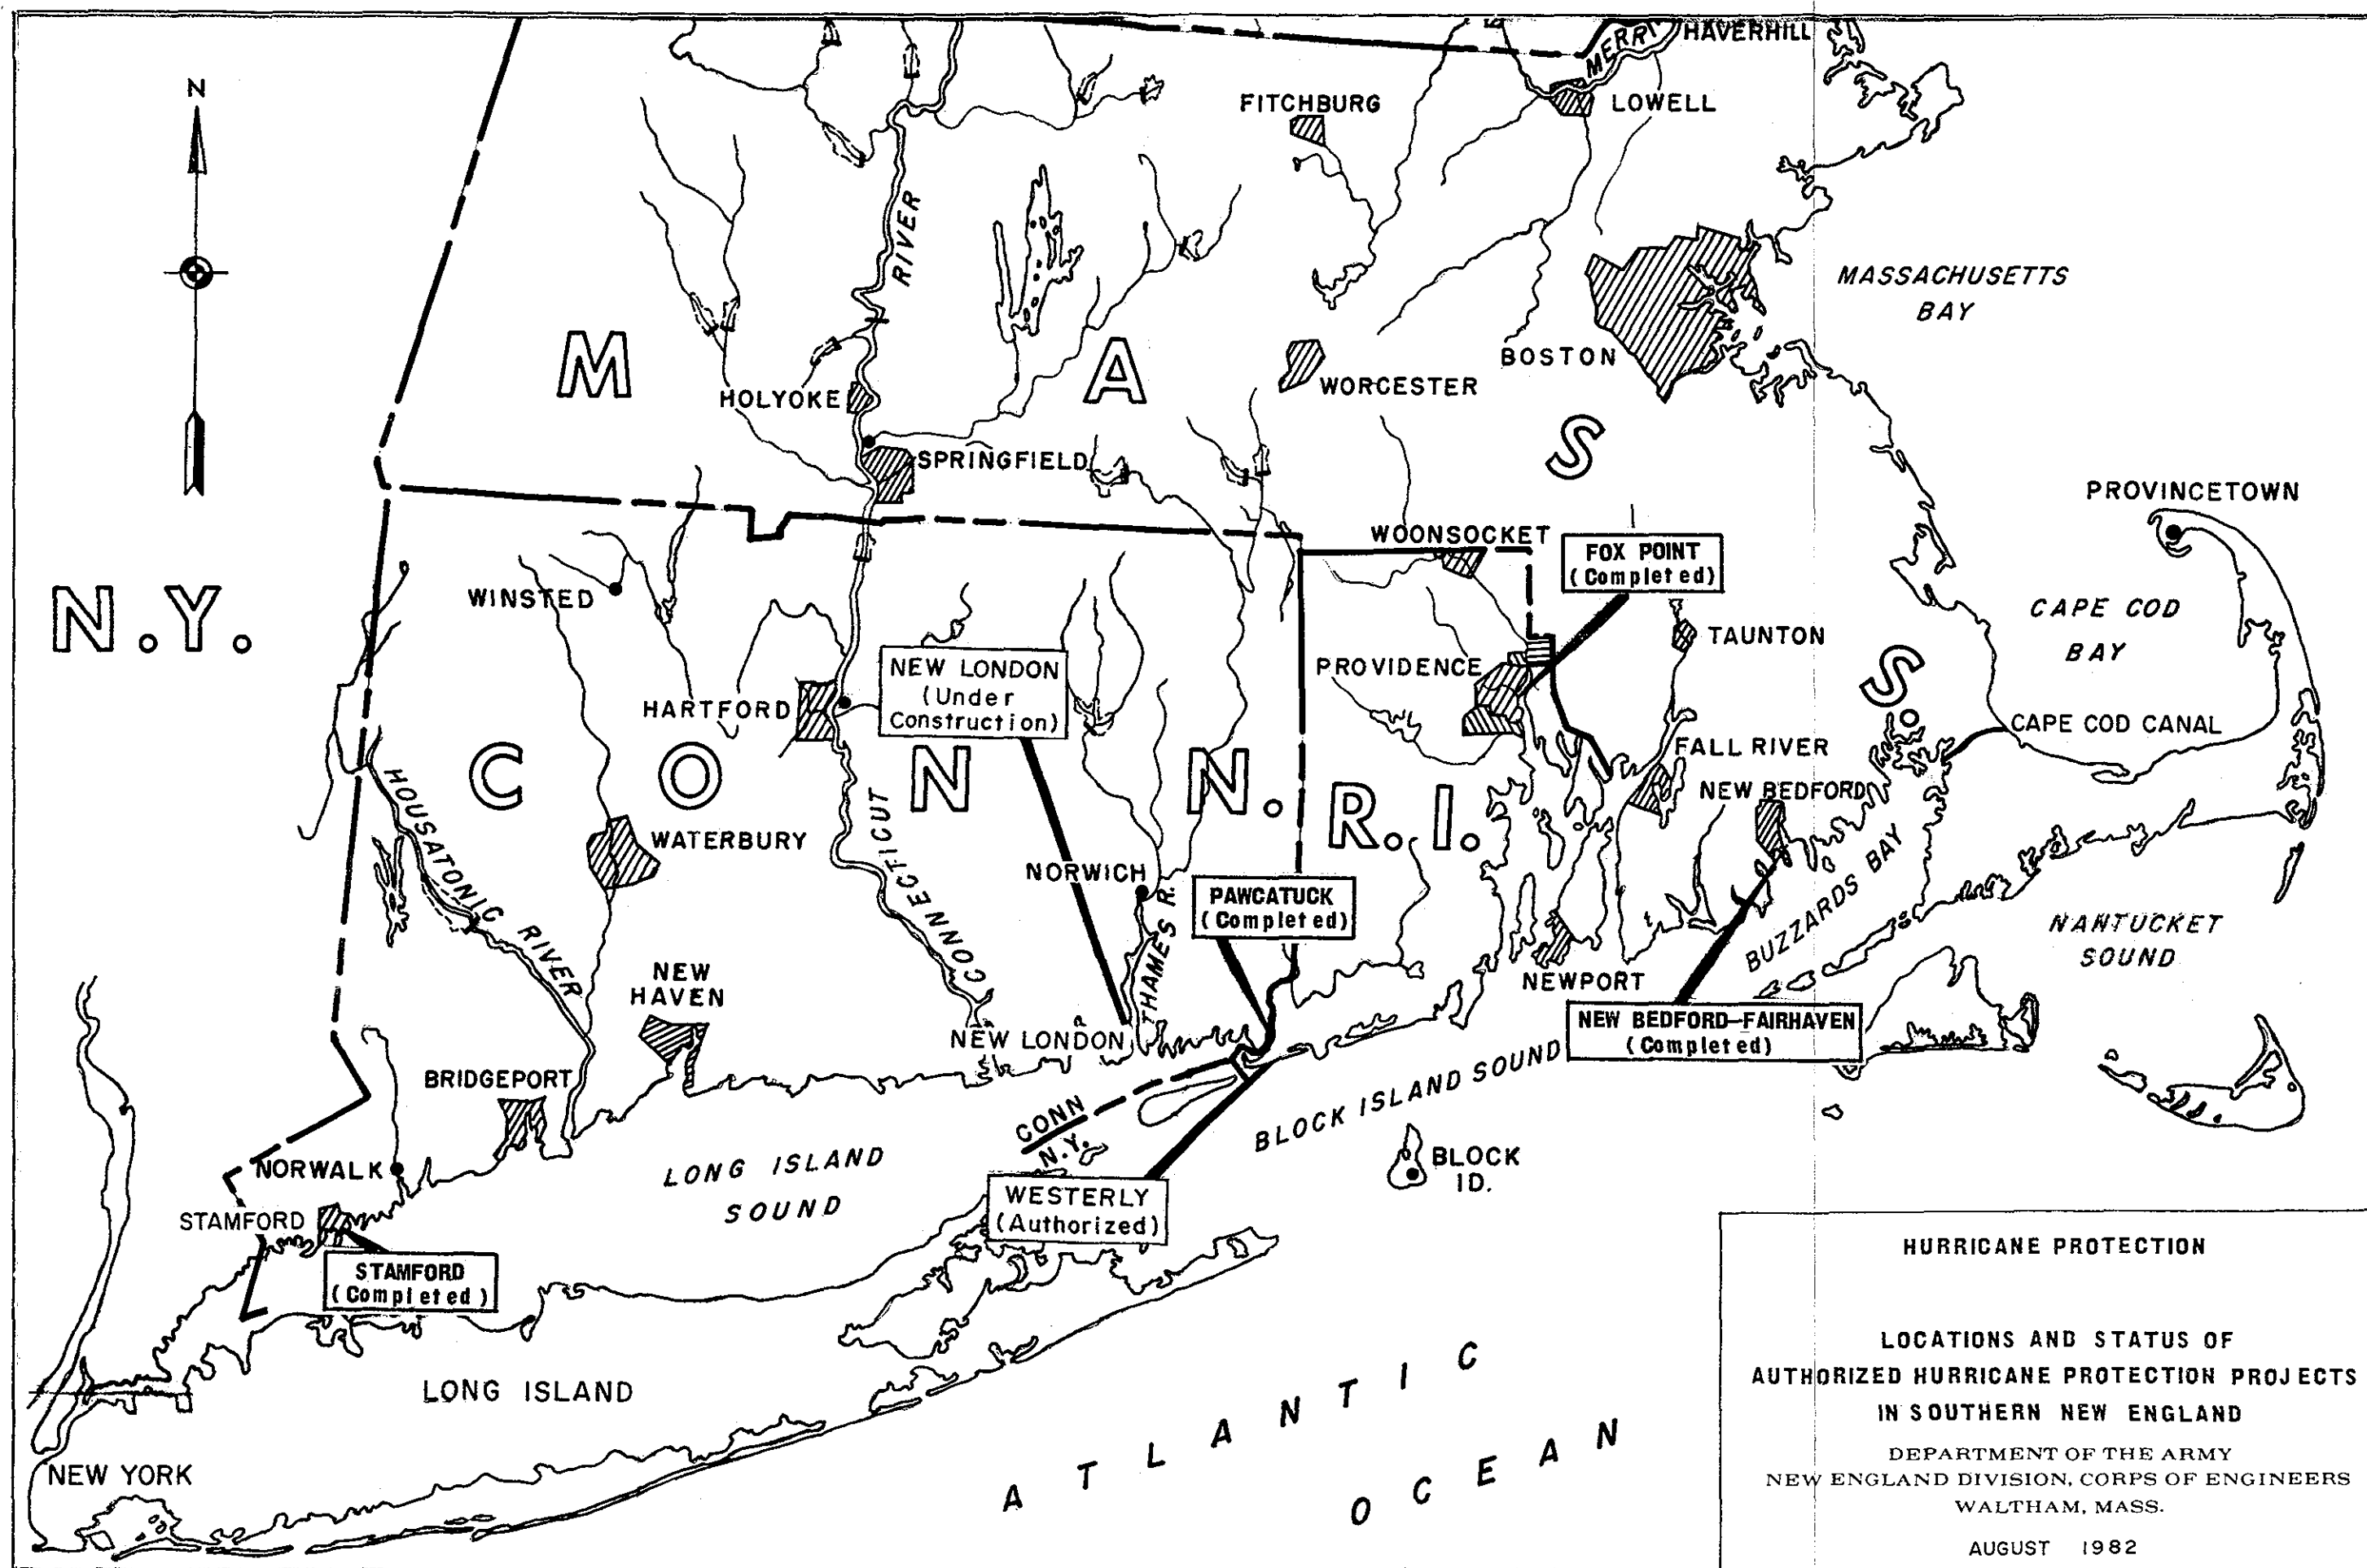 N
MERRI
HAVERHILL
FITCHBURG
LOWELL
RIVER
MASSACHUSETTS
BAY
M A S S.
BOSTON
HOLYOKE
WORCESTER
SPRINGFIELD
PROVINCETOWN
WOONSOCKET
FOX POINT
(Completed)
N.Y.
WINSTED
CAPE COD
BAY
TAUNTON
NEW LONDON
(Under
Construction)
PROVIDENCE
HARTFORD
CAPE COD CANAL
FALL RIVER
C O N N.
R.I.
HOUSATONIC RIVER
CONNECTICUT
NEW BEDFORD
WATERBURY
NORWICH
THAMES R.
PAWCATUCK
(Completed)
BUZZARDS BAY
NANTUCKET
SOUND
NEW
HAVEN
NEWPORT
NEW LONDON
NEW BEDFORD-FAIRHAVEN
(Completed)
BRIDGEPORT
CONN
N.Y.
BLOCK ISLAND SOUND
BLOCK
ID.
NORWALK
LONG ISLAND
SOUND
WESTERLY
(Authorized)
STAMFORD
STAMFORD
(Completed)
LONG ISLAND
NEW YORK
ATLANTIC
OCEAN
HURRICANE PROTECTION
LOCATIONS AND STATUS OF
AUTHORIZED HURRICANE PROTECTION PROJECTS
IN SOUTHERN NEW ENGLAND
DEPARTMENT OF THE ARMY
NEW ENGLAND DIVISION, CORPS OF ENGINEERS
WALTHAM, MASS.
AUGUST 1982